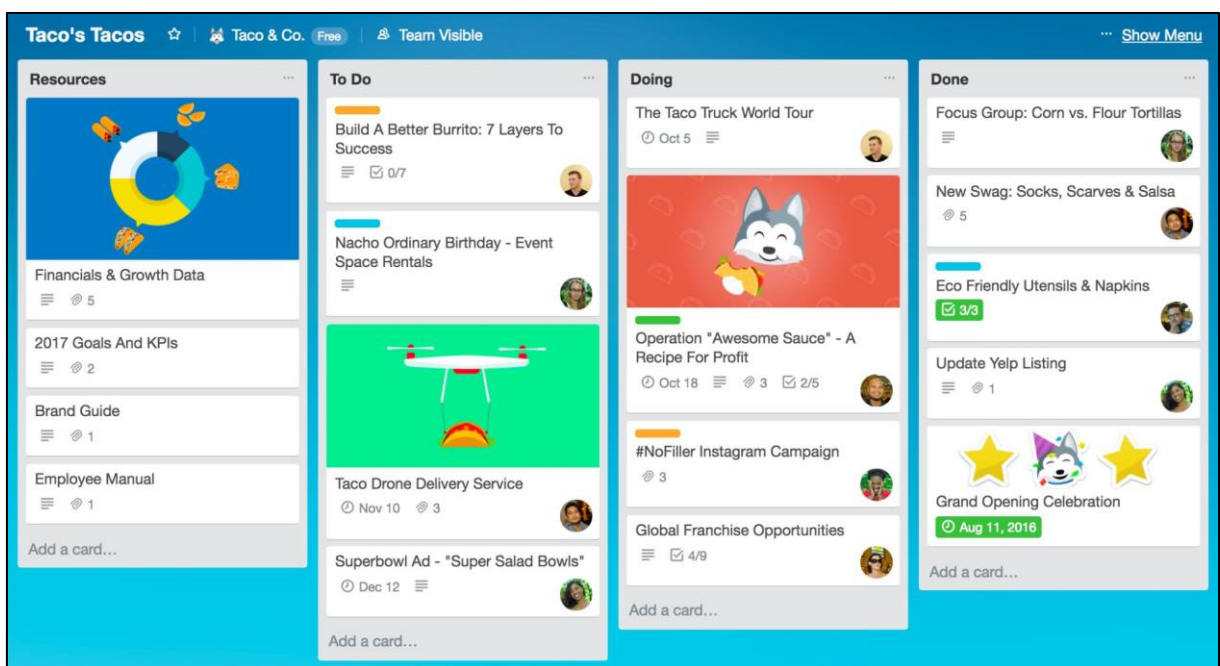 Taco's Tacos
Taco & Co. Free
Team Visible
... Show Menu
Resources ...
Financials & Growth Data
5
2017 Goals And KPIs
2
Brand Guide
1
Employee Manual
1
Add a card...
To Do ...
Build A Better Burrito: 7 Layers To
Success
0/7
Nacho Ordinary Birthday - Event
Space Rentals
Taco Drone Delivery Service
Nov 10 3
Superbowl Ad - "Super Salad Bowls"
Dec 12
Add a card...
Doing ...
The Taco Truck World Tour
Oct 5
Operation "Awesome Sauce" - A
Recipe For Profit
Oct 18 3 2/5
#NoFiller Instagram Campaign
3
Global Franchise Opportunities
4/9
Add a card...
Done ...
Focus Group: Corn vs. Flour Tortillas
New Swag: Socks, Scarves & Salsa
5
Eco Friendly Utensils & Napkins
3/3
Update Yelp Listing
1
Grand Opening Celebration
Aug 11, 2016
Add a card...